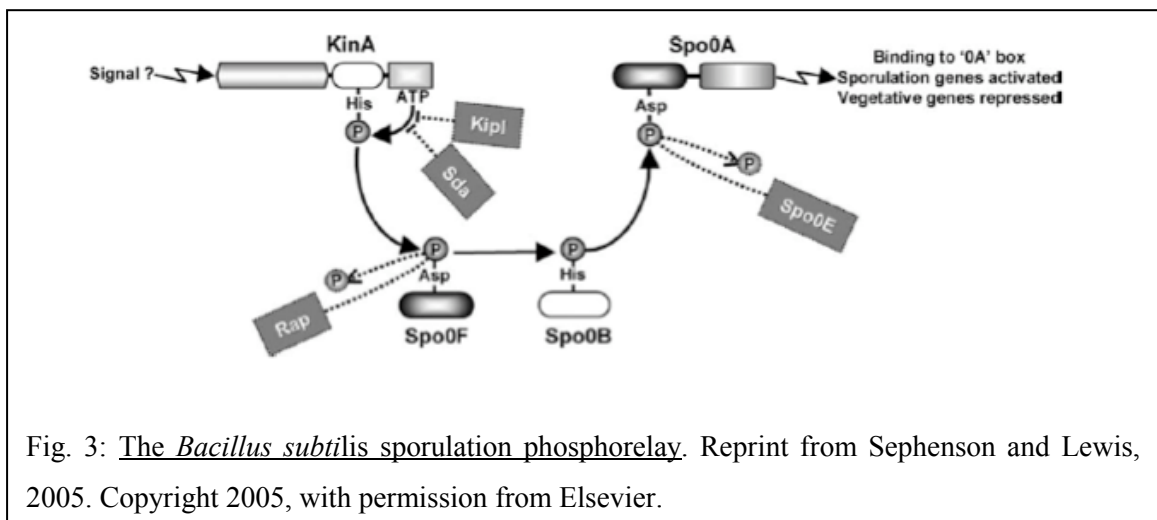 KinA
Signal ?
His
ATP
P
KipI
Sda
Spo0A
Asp
P
P
Binding to '0A' box
Sporulation genes activated
Vegetative genes repressed
Spo0E
P
Asp
Spo0F
P
Rap
P
His
Spo0B
Fig. 3: The Bacillus subtilis sporulation phosphorelay. Reprint from Sephenson and Lewis,
2005. Copyright 2005, with permission from Elsevier.